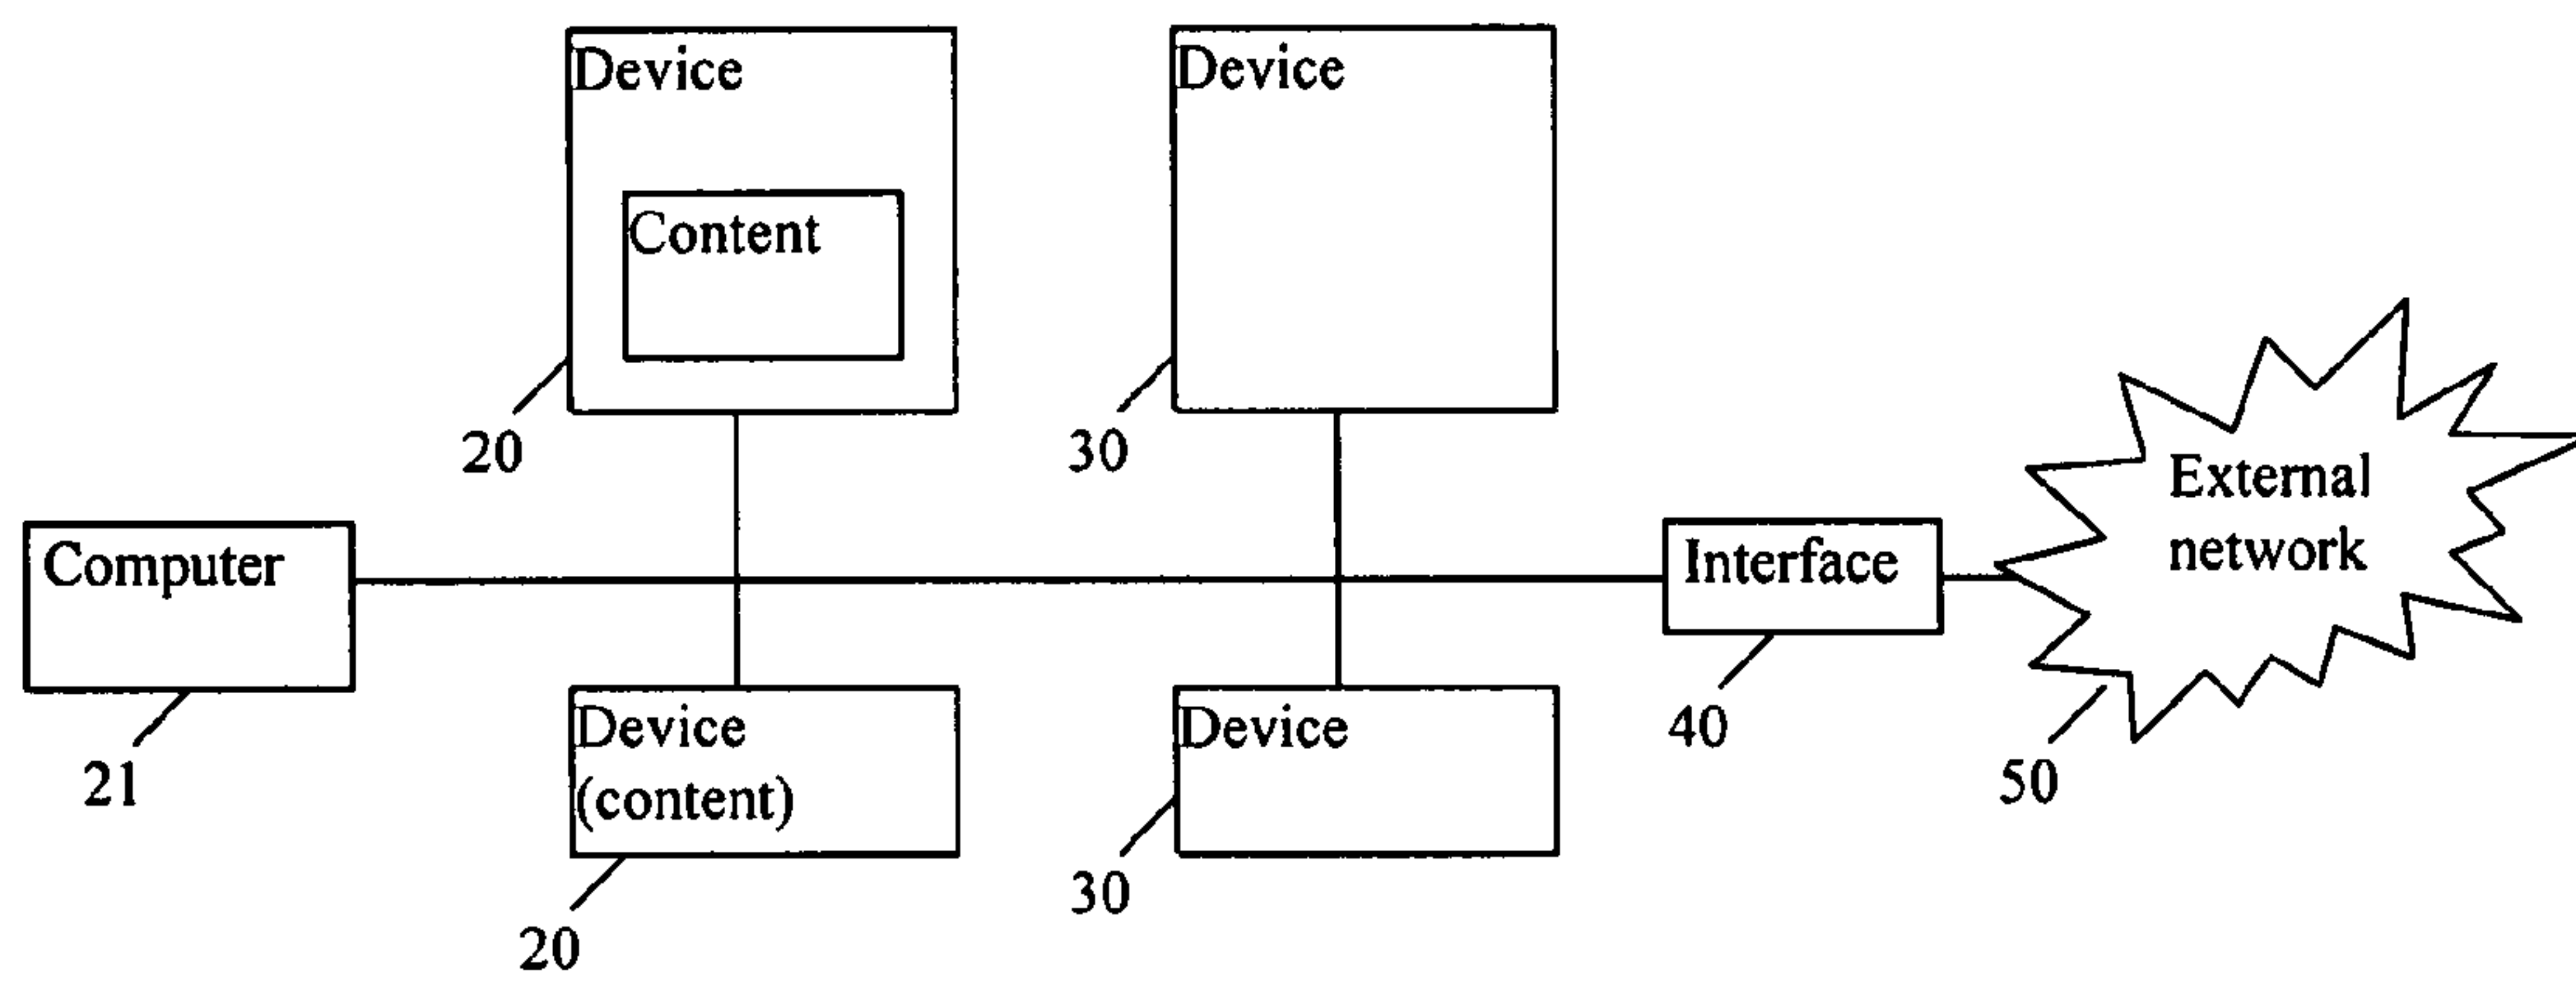 Device
Device
Content
20
30
External
network
Computer
Interface
21
Device
(content)
Device
40
50
30
20